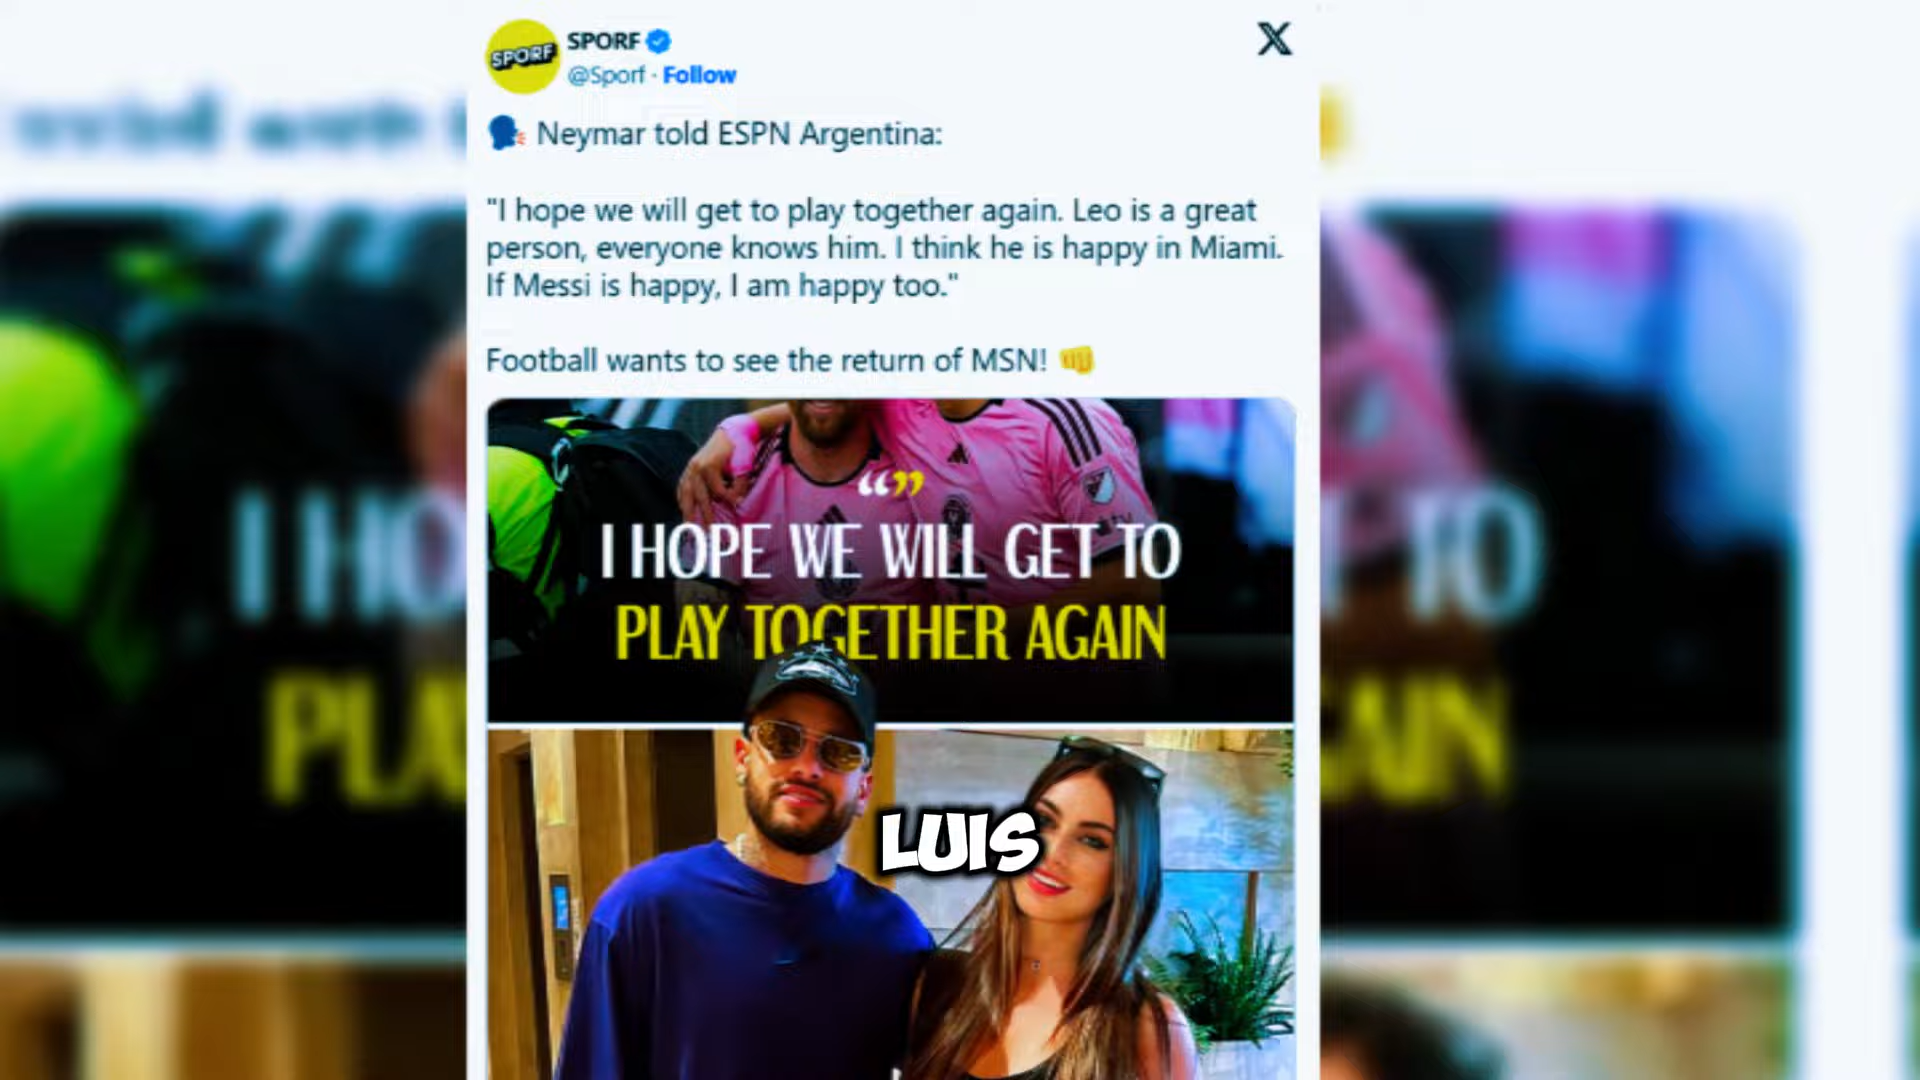 SPORF
SPORF
@Sporf · Follow
Neymar told ESPN Argentina:
"I hope we will get to play together again. Leo is a great
person, everyone knows him. I think he is happy in Miami.
If Messi is happy, I am happy too."
Football wants to see the return of MSN!
I HOPE WE WILL GET TO
PLAY TOGETHER AGAIN
LUIS